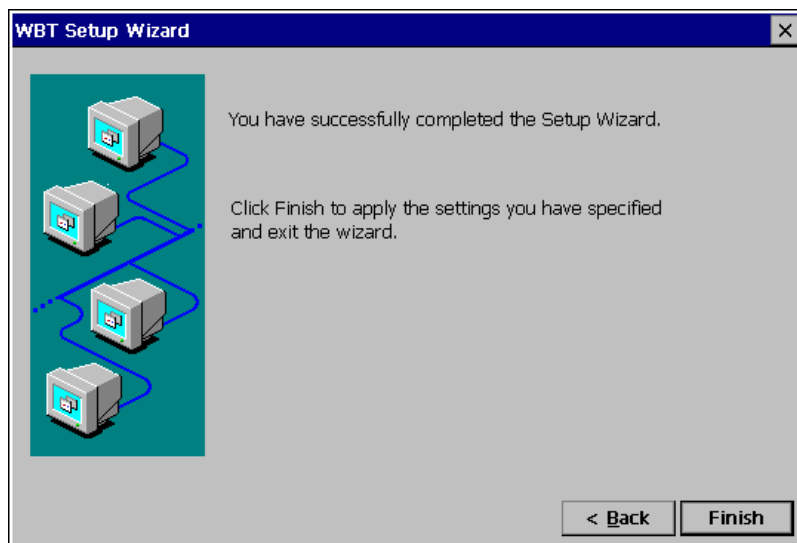 WBT Setup Wizard
You have successfully completed the Setup Wizard.
Click Finish to apply the settings you have specified
and exit the wizard.
< Back
Finish